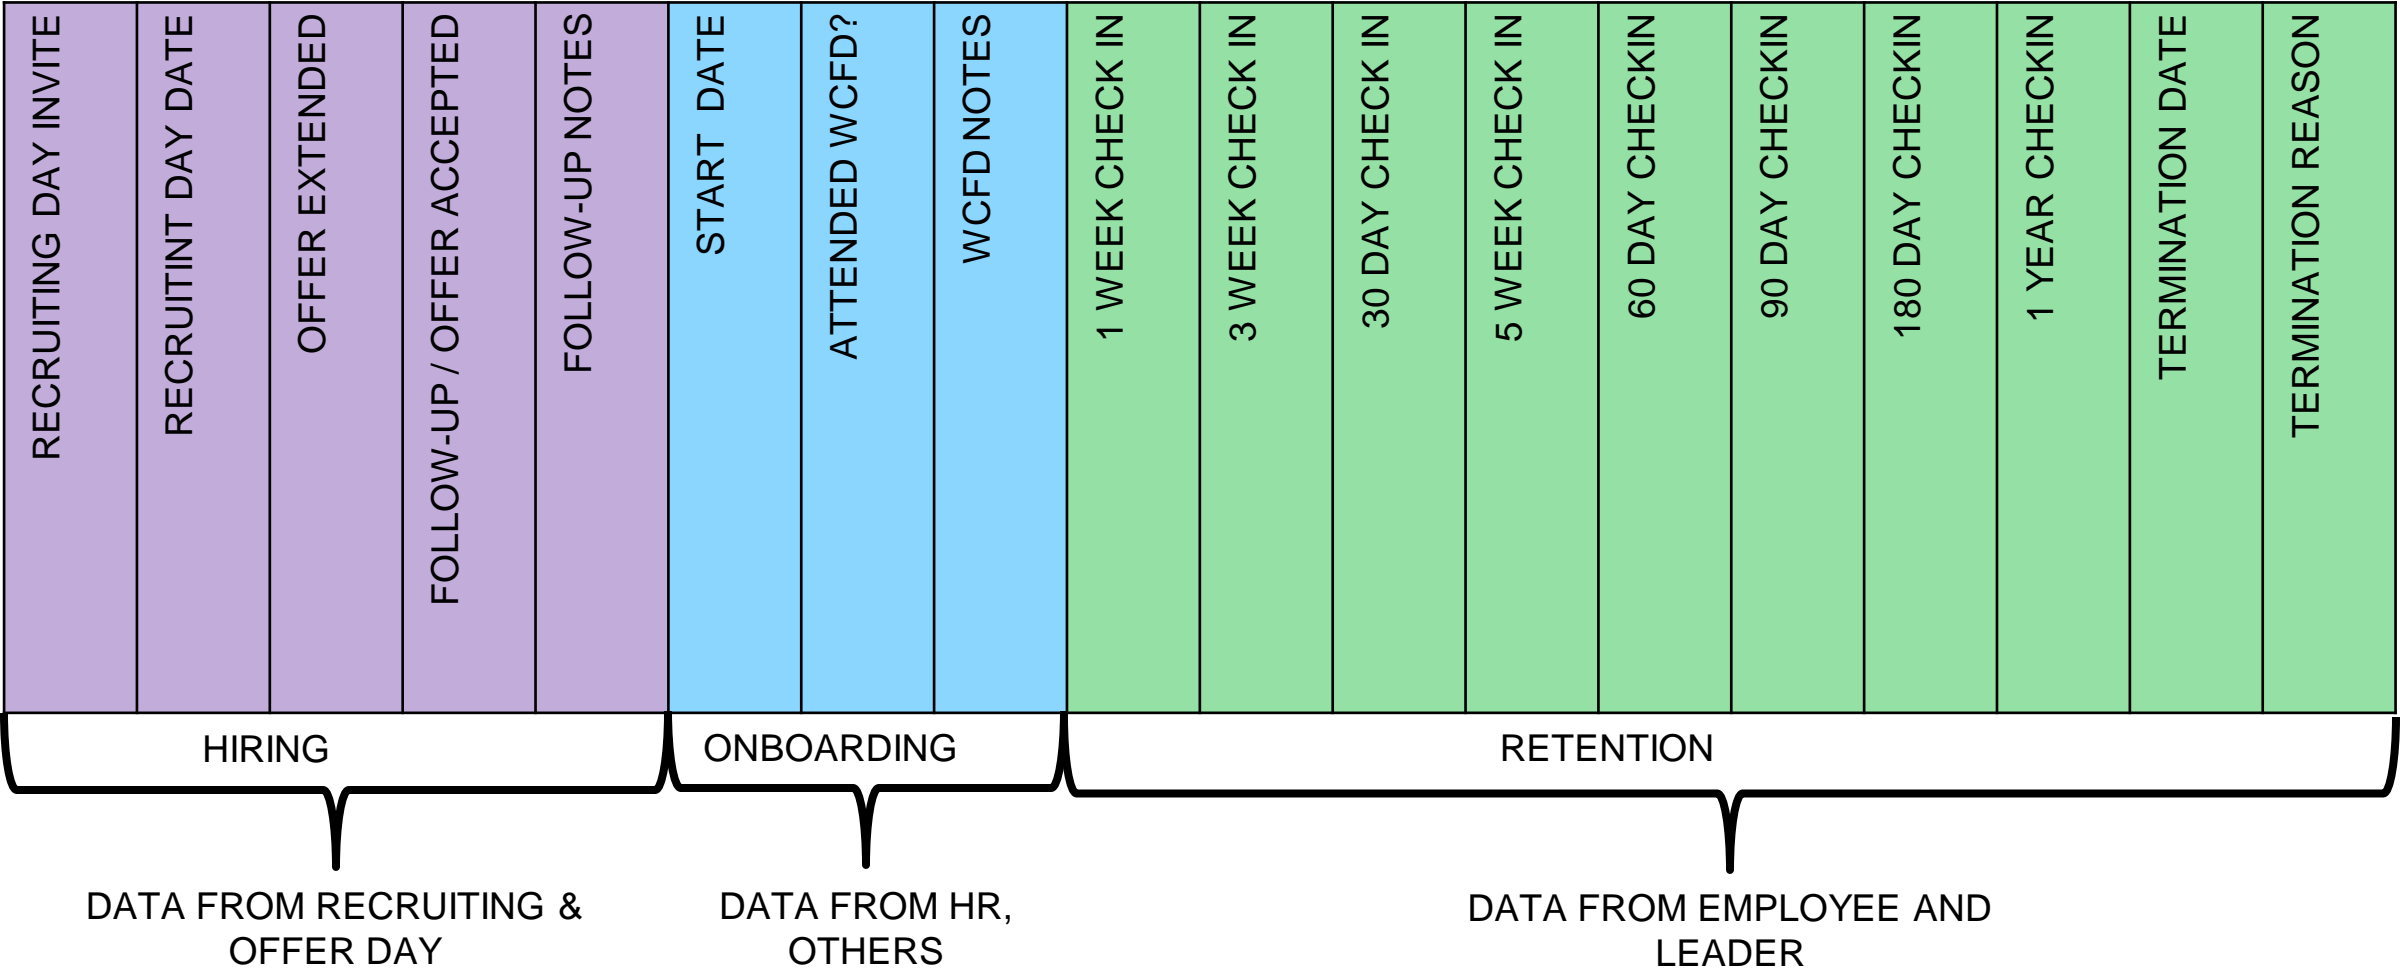 RECRUITING DAY INVITE
RECRUITINT DAY DATE
OFFER EXTENDED
FOLLOW-UP / OFFER ACCEPTED
FOLLOW-UP NOTES
START DATE
ATTENDED WCFD?
WCFD NOTES
1 WEEK CHECK IN
3 WEEK CHECK IN
30 DAY CHECK IN
5 WEEK CHECK IN
60 DAY CHECKIN
90 DAY CHECKIN
180 DAY CHECKIN
1 YEAR CHECKIN
TERMINATION DATE
TERMINATION REASON
HIRING
ONBOARDING
RETENTION
DATA FROM RECRUITING &
OFFER DAY
DATA FROM HR,
OTHERS
DATA FROM EMPLOYEE AND
LEADER